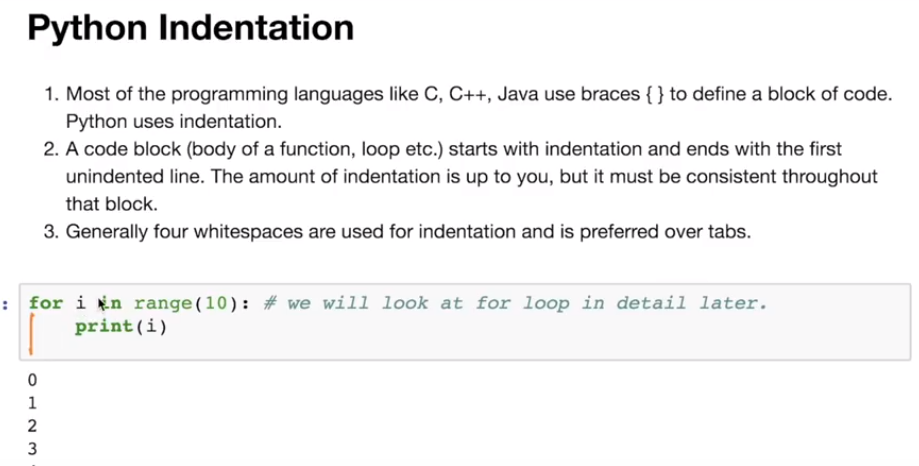 Python Indentation
1. Most of the programming languages like C, C++, Java use braces { } to define a block of code.
Python uses indentation.
2. A code block (body of a function, loop etc.) starts with indentation and ends with the first
unindented line. The amount of indentation is up to you, but it must be consistent throughout
that block.
3. Generally four whitespaces are used for indentation and is preferred over tabs.
: for i in range(10): # we will look at for loop in detail later.
    print(i)
0
1
2
3